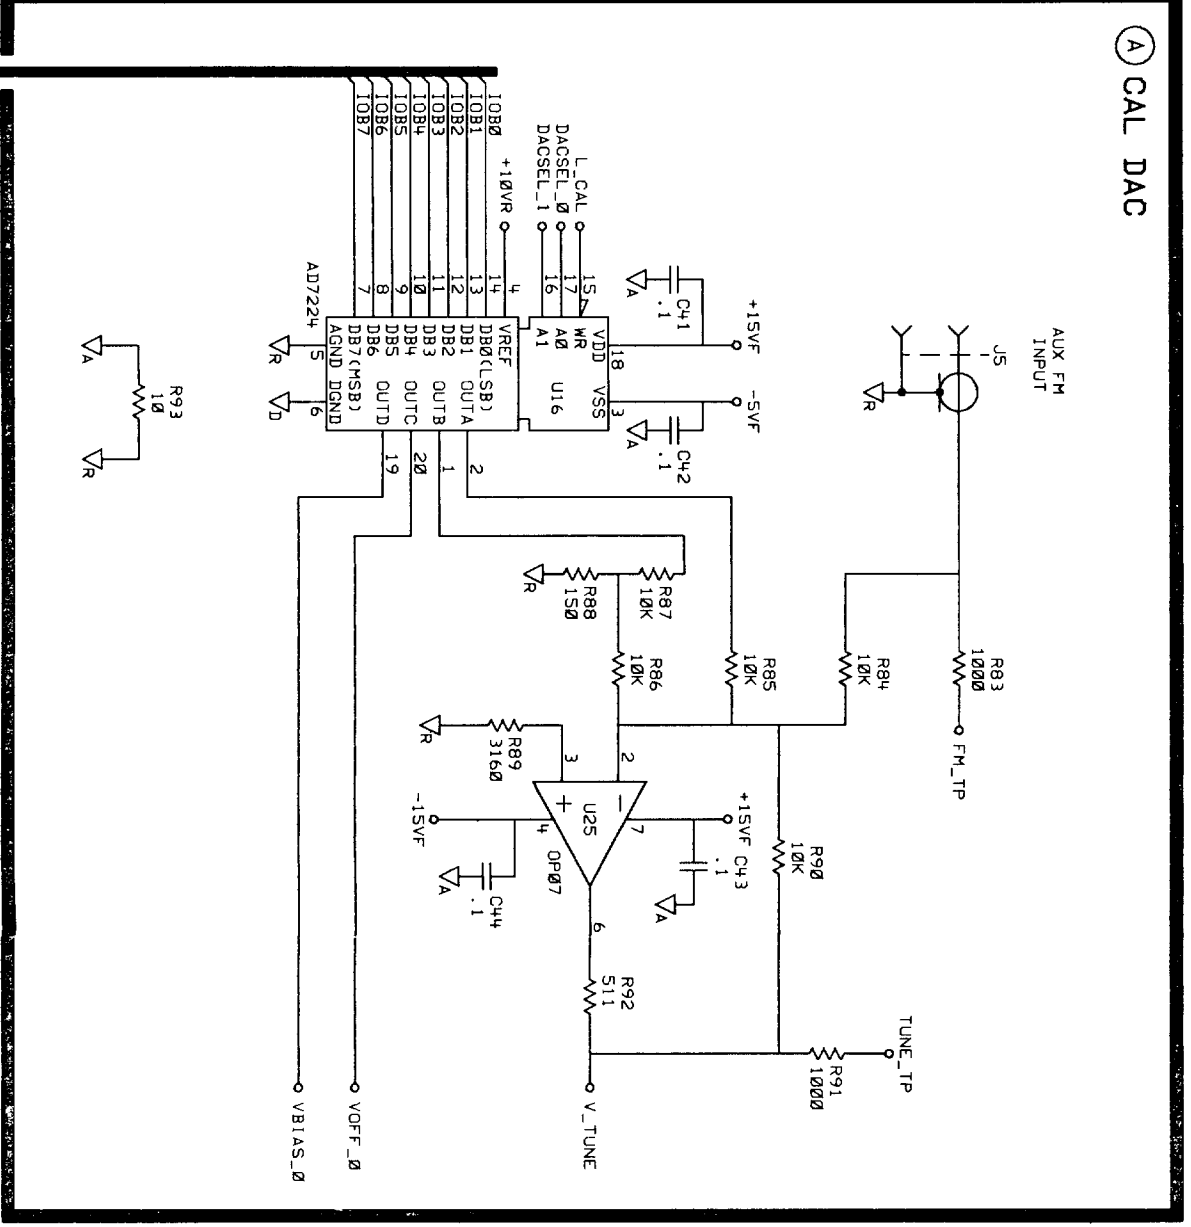 A CAL DAC
AUX FM
INPUT
J5
R83
1000
FM_TP
R84
10K
R85
10K
R86
10K
R87
10K
R88
150
R
R
R89
3160
R
R90
10K
R91
1000
TUNE_TP
R92
511
V_TUNE
U25
OP07
2
3
4
6
7
+15VF
C43
.1
A
-15VF
C44
.1
A
+15VF
C41
.1
A
-5VF
C42
.1
A
L_CAL
DACSEL_0
DACSEL_1
15
17
16
WR
A0
A1
VDD
18
VSS
3
U16
+10VR
4
VREF
IOB0
IOB1
IOB2
IOB3
IOB4
IOB5
IOB6
IOB7
14
13
12
11
10
9
8
7
DB0(LSB)
DB1
DB2
DB3
DB4
DB5
DB6
DB7(MSB)
OUTA
OUTB
OUTC
OUTD
2
1
20
19
AGND
DGND
5
6
R
D
AD7224
VOFF_0
VBIAS_0
R93
10
A
R